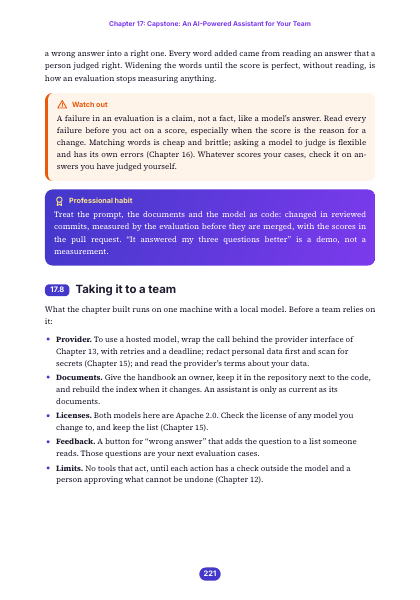 Chapter 17: Capstone: An AI-Powered Assistant for Your Team
a wrong answer into a right one. Every word added came from reading an answer that a
person judged right. Widening the words until the score is perfect, without reading, is
how an evaluation stops measuring anything.
Watch out
A failure in an evaluation is a claim, not a fact, like a model's answer. Read every
failure before you act on a score, especially when the score is the reason for a
change. Matching words is cheap and brittle; asking a model to judge is flexible
and has its own errors (Chapter 16). Whatever scores your cases, check it on an-
swers you have judged yourself.
Professional habit
Treat the prompt, the documents and the model as code: changed in reviewed
commits, measured by the evaluation before they are merged, with the scores in
the pull request. “It answered my three questions better” is a demo, not a
measurement.
17.8 Taking it to a team
What the chapter built runs on one machine with a local model. Before a team relies on
it:
• Provider. To use a hosted model, wrap the call behind the provider interface of
Chapter 13, with retries and a deadline; redact personal data first and scan for
secrets (Chapter 15); and read the provider's terms about your data.
• Documents. Give the handbook an owner, keep it in the repository next to the code,
and rebuild the index when it changes. An assistant is only as current as its
documents.
• Licenses. Both models here are Apache 2.0. Check the license of any model you
change to, and keep the list (Chapter 15).
• Feedback. A button for “wrong answer” that adds the question to a list someone
reads. Those questions are your next evaluation cases.
• Limits. No tools that act, until each action has a check outside the model and a
person approving what cannot be undone (Chapter 12).
221